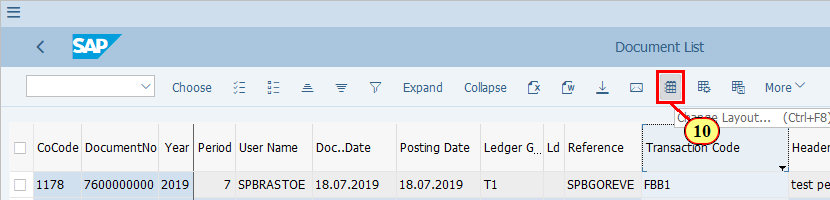 SAP
Document List
Choose Expand Collapse More
Change Layout... (Ctrl+F8)
10
CoCode DocumentNo Year Period User Name Doc..Date Posting Date Ledger G... Ld Reference Transaction Code Header
1178 7600000000 2019 7 SPBRASTOE 18.07.2019 18.07.2019 T1 SPBGOREVE FBB1 test pe